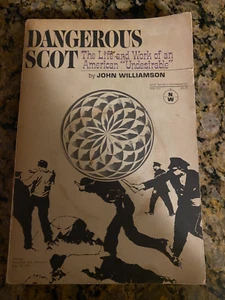 DANGEROUS
SCOT The Life and Work of an
American "Undesirable"
by JOHN WILLIAMSON
N
W